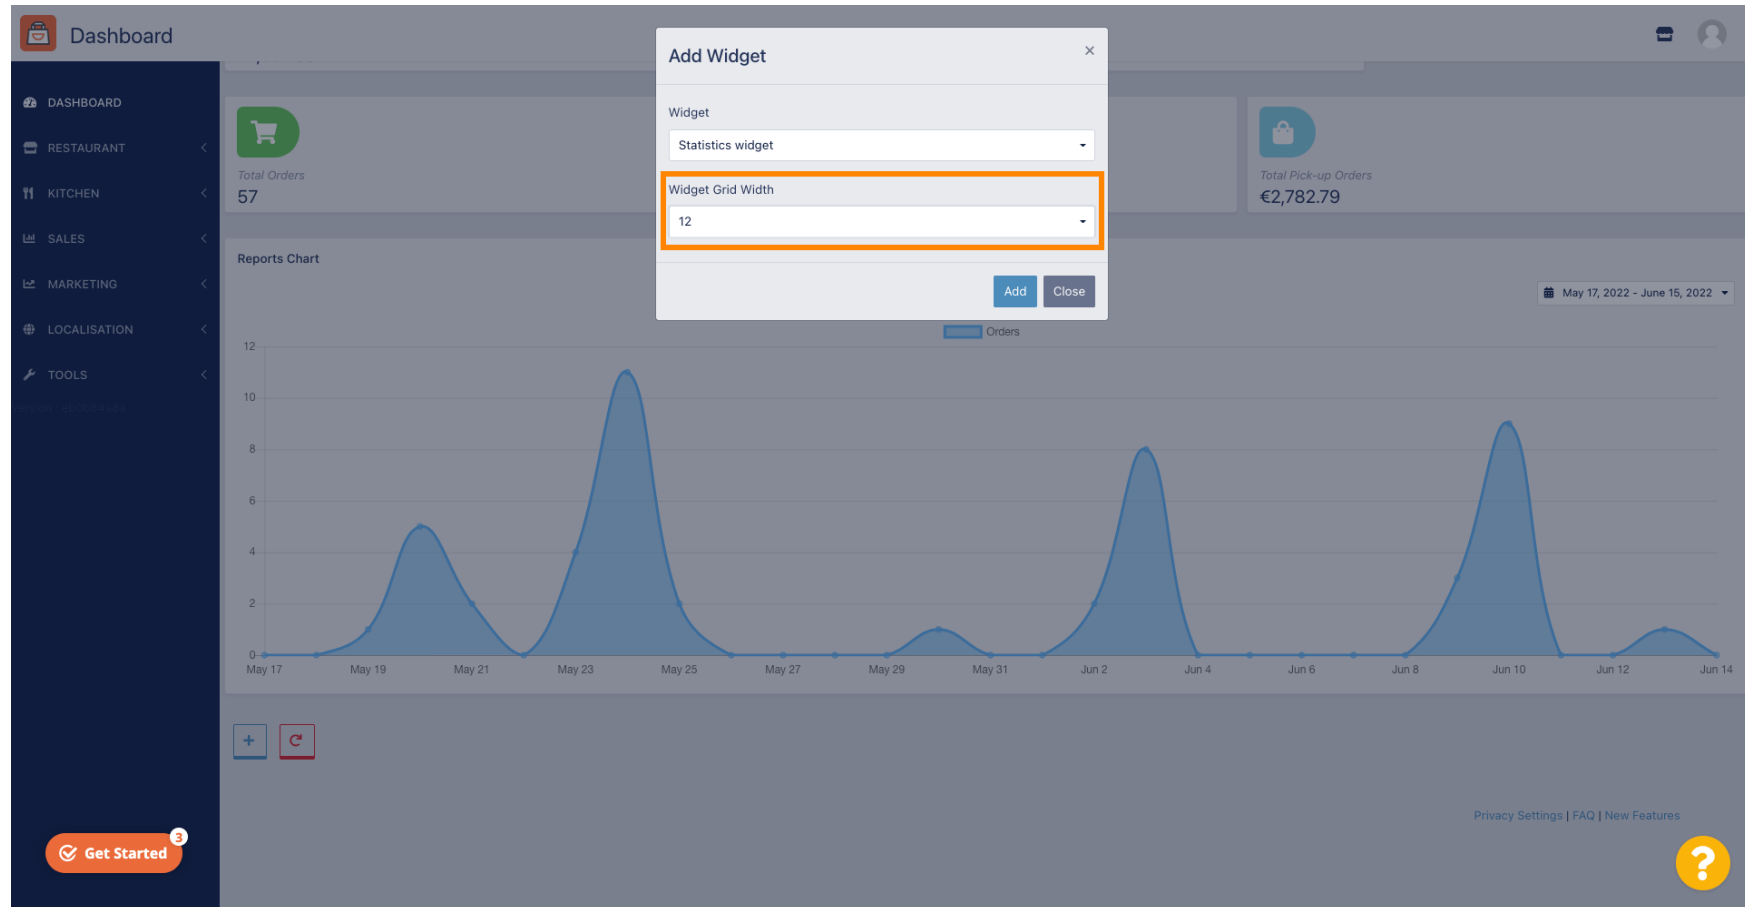 Dashboard
DASHBOARD
RESTAURANT
KITCHEN
SALES
MARKETING
LOCALISATION
TOOLS
Get Started
3
Total Orders
57
Total Pick-up Orders
€2,782.79
Add Widget
×
Widget
Statistics widget
Widget Grid Width
12
Add
Close
Reports Chart
May 17, 2022 - June 15, 2022
Orders
12
10
8
6
4
2
0
May 17
May 19
May 21
May 23
May 25
May 27
May 29
May 31
Jun 2
Jun 4
Jun 6
Jun 8
Jun 10
Jun 12
Jun 14
+
Privacy Settings | FAQ | New Features
?